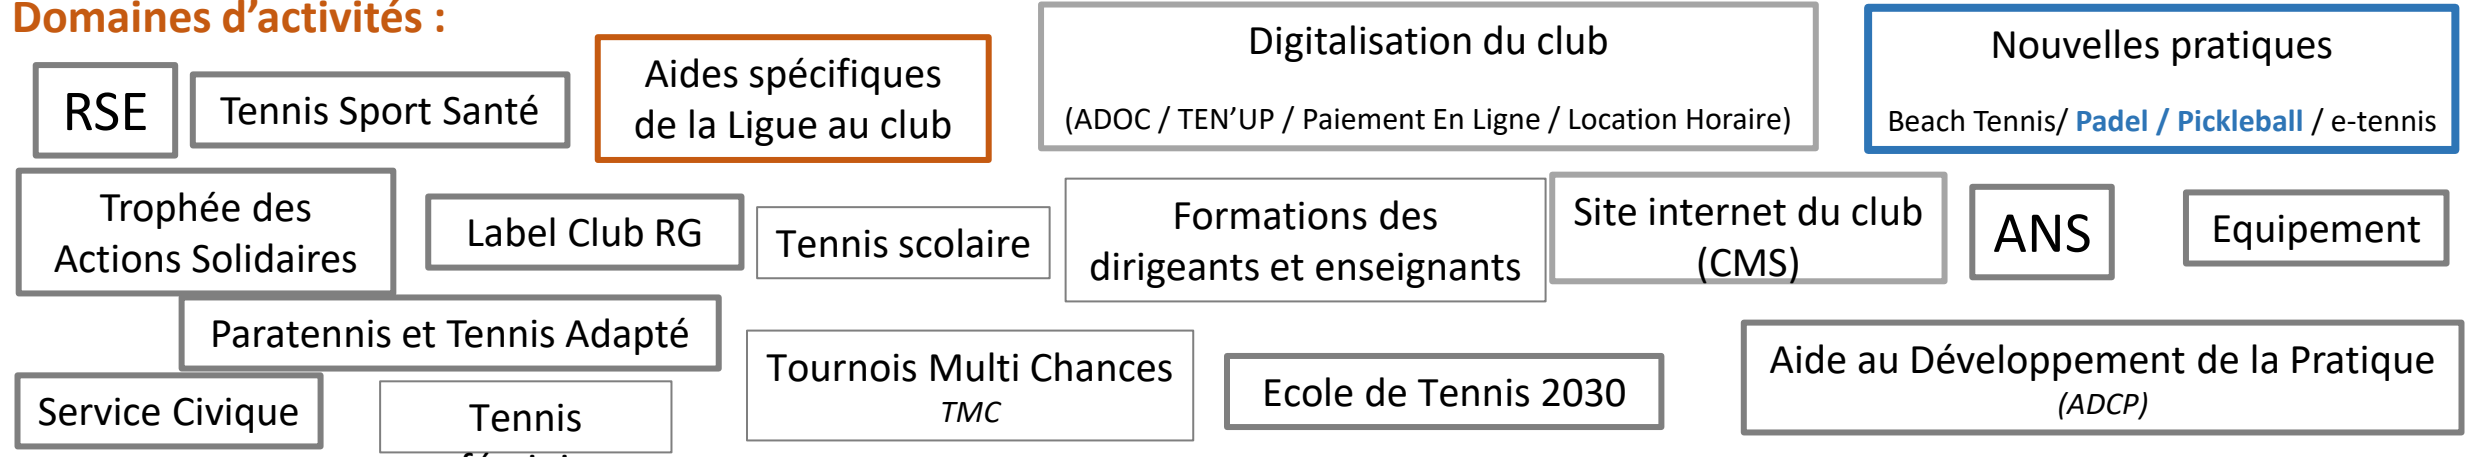 Domaines d'activités :
RSE
Tennis Sport Santé
Aides spécifiques
de la Ligue au club
Digitalisation du club
(ADOC / TEN'UP / Paiement En Ligne / Location Horaire)
Nouvelles pratiques
Beach Tennis/ Padel / Pickleball / e-tennis
Trophée des
Actions Solidaires
Label Club RG
Tennis scolaire
Formations des
dirigeants et enseignants
Site internet du club
(CMS)
ANS
Equipement
Paratennis et Tennis Adapté
Tournois Multi Chances
TMC
Ecole de Tennis 2030
Aide au Développement de la Pratique
(ADCP)
Service Civique
Tennis